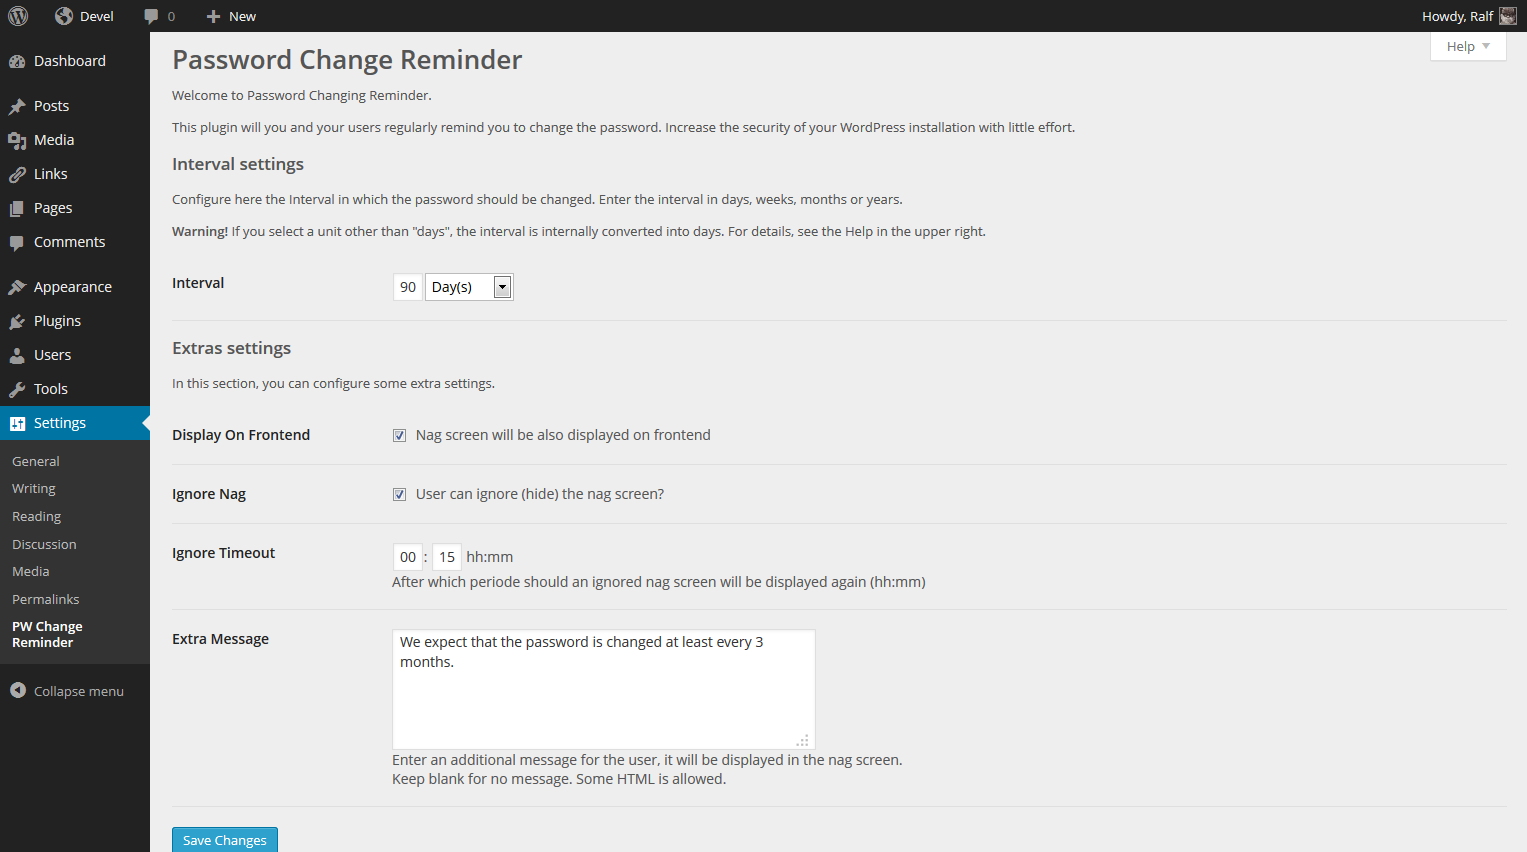 Devel
0
New
Howdy, Ralf
Dashboard
Posts
Media
Links
Pages
Comments
Appearance
Plugins
Users
Tools
Settings
General
Writing
Reading
Discussion
Media
Permalinks
PW Change
Reminder
Collapse menu
Help
Password Change Reminder
Welcome to Password Changing Reminder.
This plugin will you and your users regularly remind you to change the password. Increase the security of your WordPress installation with little effort.
Interval settings
Configure here the Interval in which the password should be changed. Enter the interval in days, weeks, months or years.
Warning! If you select a unit other than "days", the interval is internally converted into days. For details, see the Help in the upper right.
Interval 90 Day(s)
Extras settings
In this section, you can configure some extra settings.
Display On Frontend Nag screen will be also displayed on frontend
Ignore Nag User can ignore (hide) the nag screen?
Ignore Timeout 00 : 15 hh:mm
After which periode should an ignored nag screen will be displayed again (hh:mm)
Extra Message We expect that the password is changed at least every 3
months.
Enter an additional message for the user, it will be displayed in the nag screen.
Keep blank for no message. Some HTML is allowed.
Save Changes